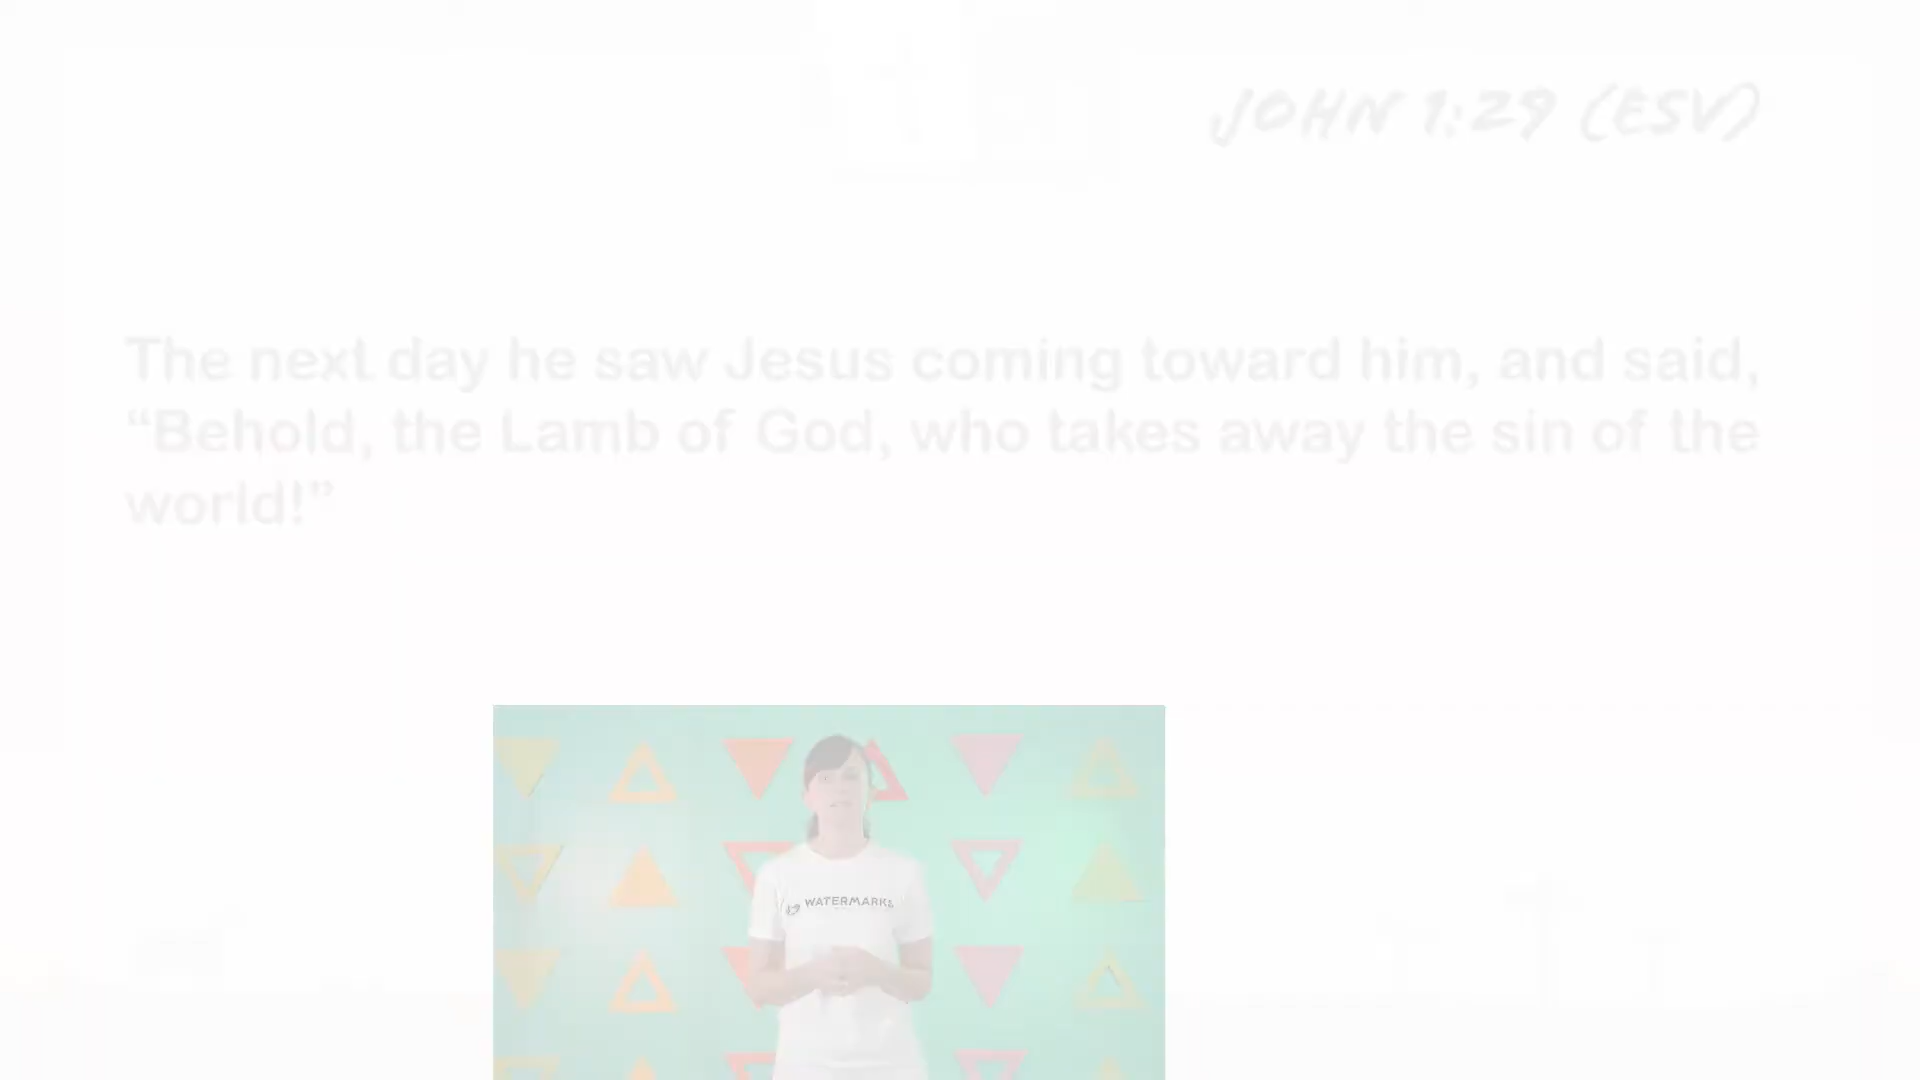 JOHN 1:29 (ESV)
The next day he saw Jesus coming toward him, and said,
“Behold, the Lamb of God, who takes away the sin of the
world!”
WATERMARK